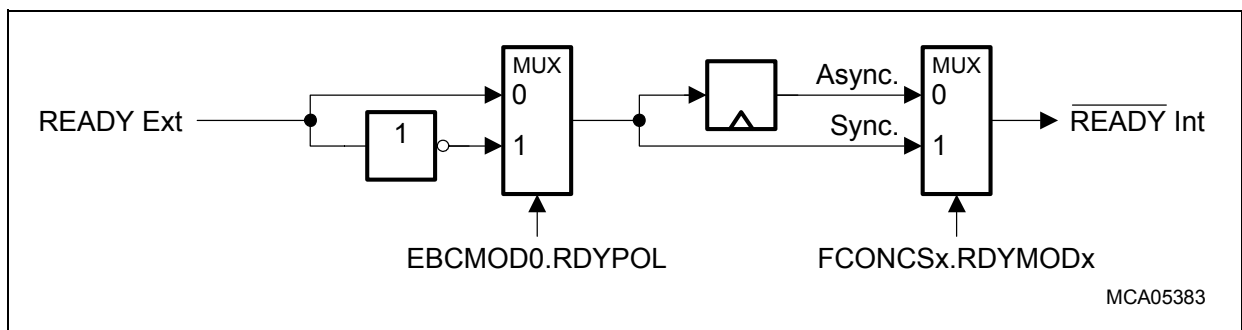 MUX
MUX
Async.
0
0
READY Ext
READY Int
1
Sync.
1
1
EBCMOD0.RDYPOL
FCONCSx.RDYMODx
MCA05383